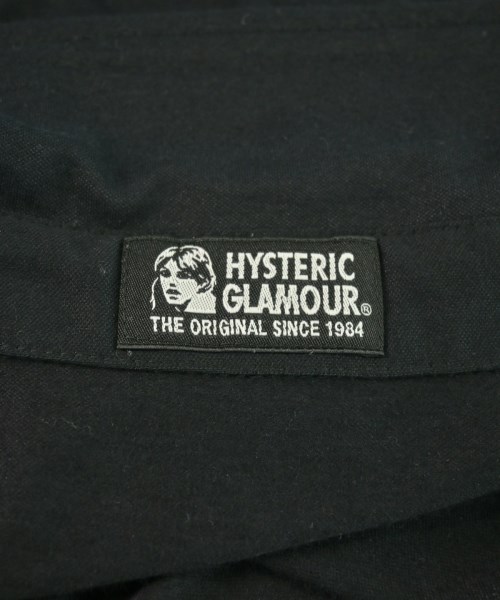 HYSTERIC
GLAMOUR®
THE ORIGINAL SINCE 1984